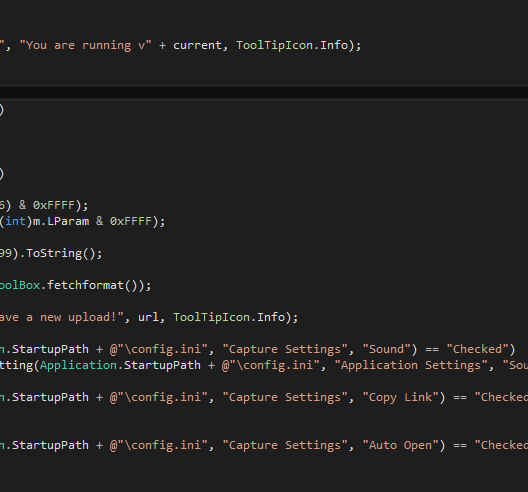 ", "You are running v" + current, ToolTipIcon.Info);
)
)
6) & 0xFFFF);
(int)m.LParam & 0xFFFF);
99).ToString();
oolBox.fetchformat());
ave a new upload!", url, ToolTipIcon.Info);
n.StartupPath + @"\config.ini", "Capture Settings", "Sound") == "Checked")
tting(Application.StartupPath + @"\config.ini", "Application Settings", "Sou
n.StartupPath + @"\config.ini", "Capture Settings", "Copy Link") == "Checked
n.StartupPath + @"\config.ini", "Capture Settings", "Auto Open") == "Checked